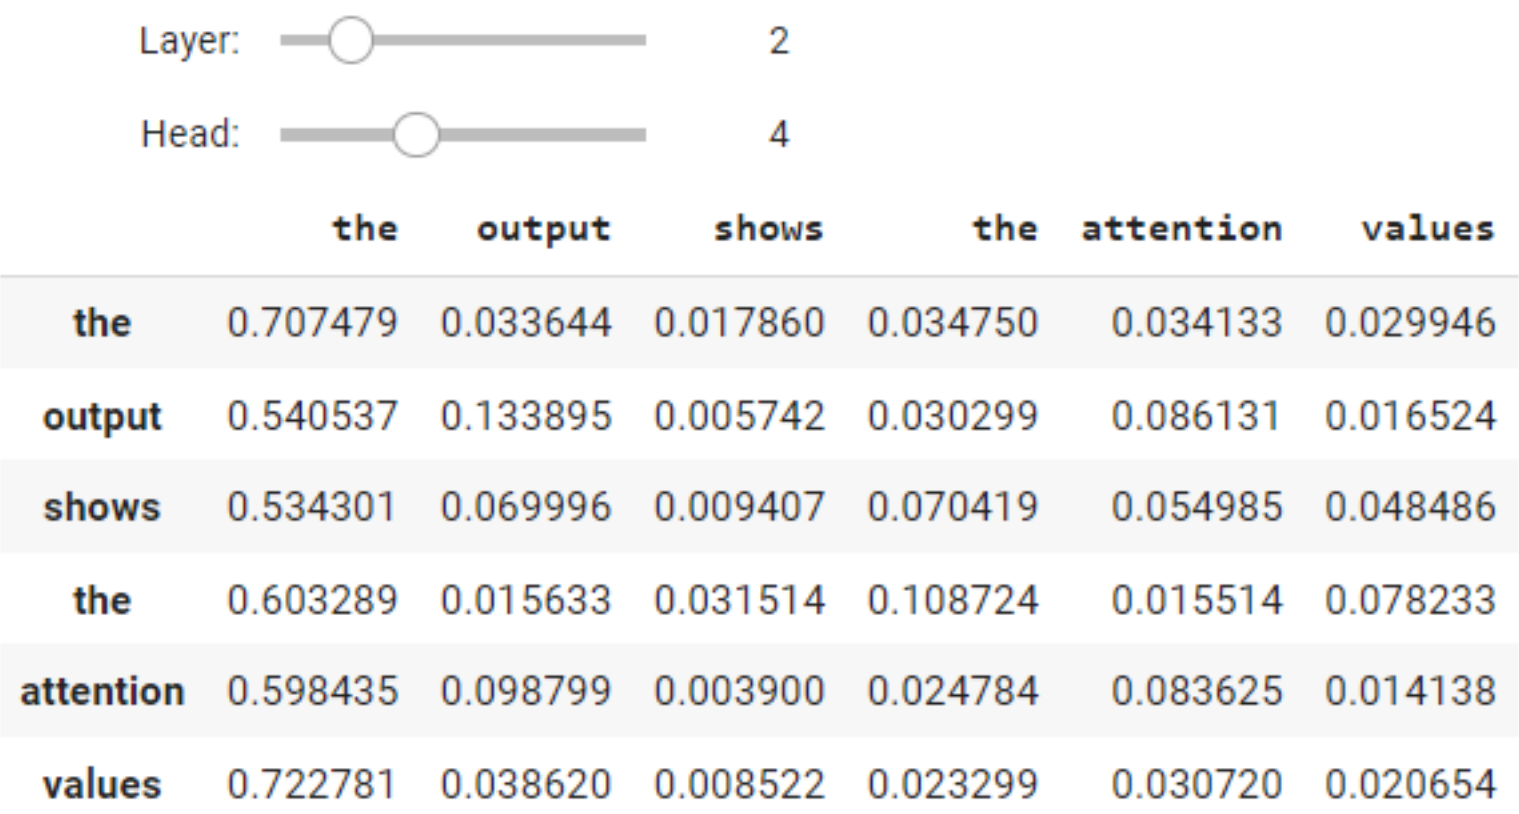 Layer: 2
Head: 4
the output shows the attention values
the 0.707479 0.033644 0.017860 0.034750 0.034133 0.029946
output 0.540537 0.133895 0.005742 0.030299 0.086131 0.016524
shows 0.534301 0.069996 0.009407 0.070419 0.054985 0.048486
the 0.603289 0.015633 0.031514 0.108724 0.015514 0.078233
attention 0.598435 0.098799 0.003900 0.024784 0.083625 0.014138
values 0.722781 0.038620 0.008522 0.023299 0.030720 0.020654